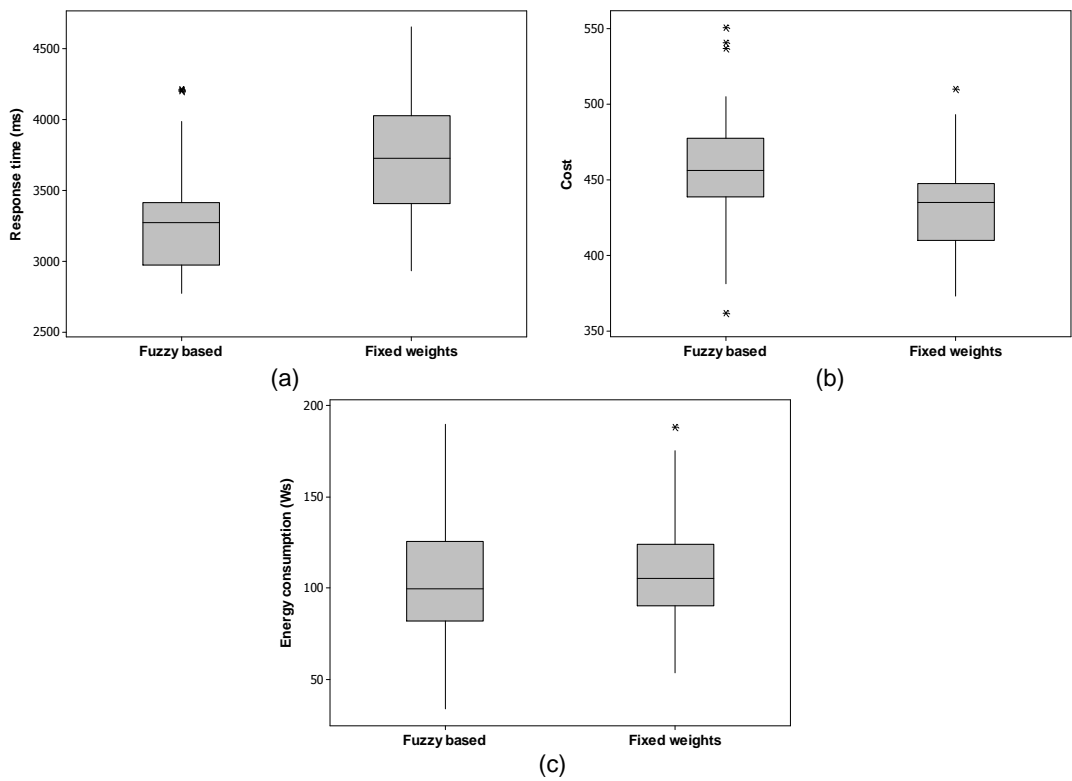 Response time (ms)
4500
4000
3500
3000
2500
Fuzzy based
Fixed weights
(a)
Cost
550
500
450
400
350
Fuzzy based
Fixed weights
(b)
Energy consumption (Ws)
200
150
100
50
Fuzzy based
Fixed weights
(c)